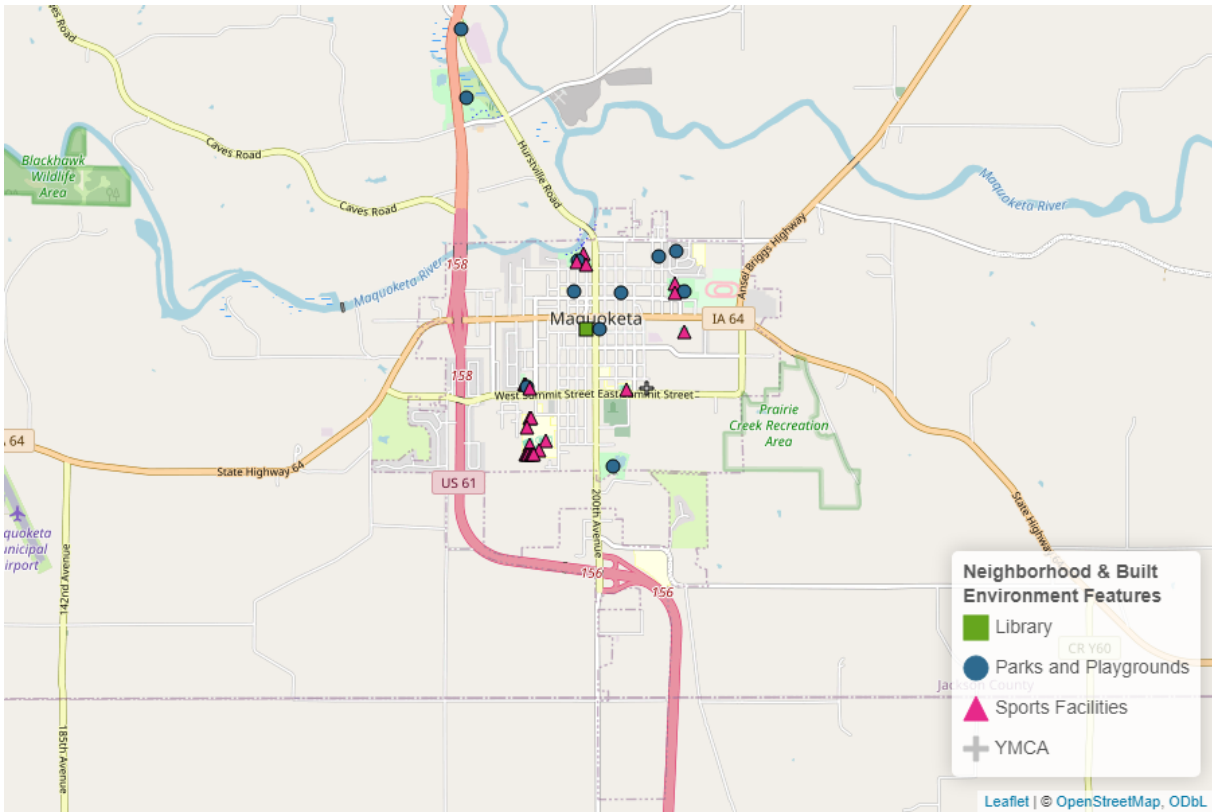 Caves Road
Hurstville Road
Blackhawk
Wildlife
Area
Caves Road
Caves Road
Maquoketa River
Ansel Briggs Highway
158
Maquoketa River
Maquoketa
IA 64
158
West Summit Street
East Summit Street
Prairie
Creek Recreation
Area
64
State Highway 64
US 61
200th Avenue
State Highway 64
aquoketa
unicipal
irport
142nd Avenue
156
156
Neighborhood & Built
Environment Features
Library
Parks and Playgrounds
Sports Facilities
YMCA
CR Y60
Jackson County
185th Avenue
Leaflet | © OpenStreetMap, ODbL